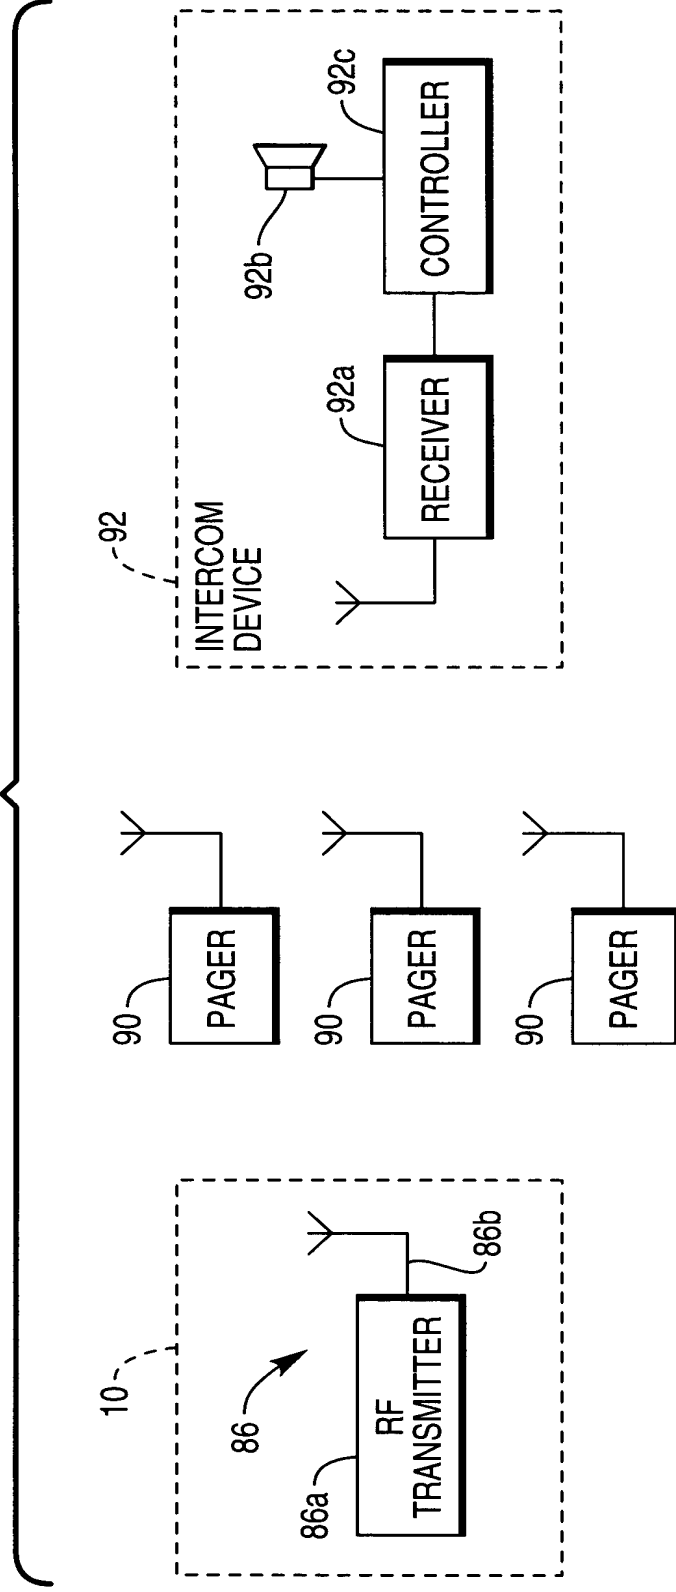 10
86
86a
RF
TRANSMITTER
86b
90
PAGER
90
PAGER
90
PAGER
92
INTERCOM
DEVICE
92a
RECEIVER
92b
92c
CONTROLLER